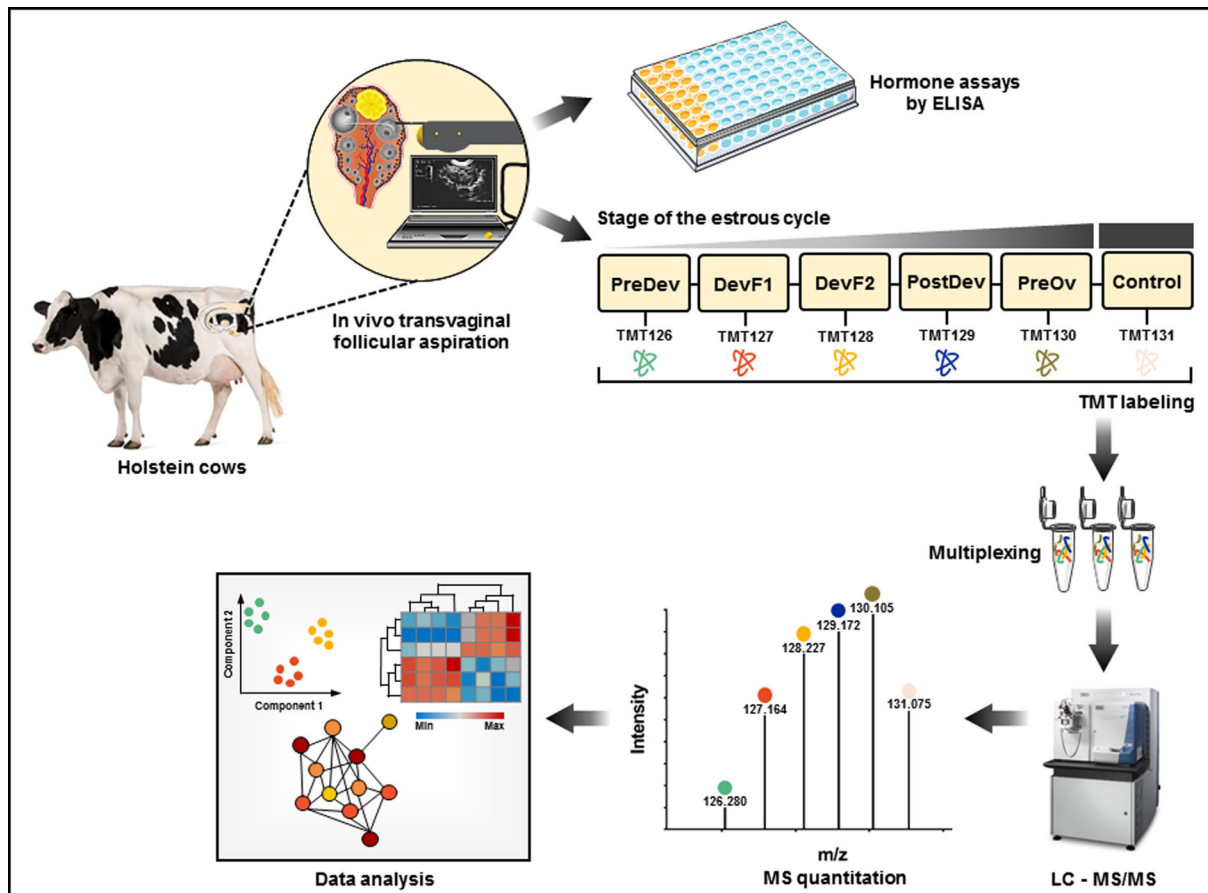 Hormone assays
by ELISA
Stage of the estrous cycle
PreDev
DevF1
DevF2
PostDev
PreOv
Control
TMT126
TMT127
TMT128
TMT129
TMT130
TMT131
In vivo transvaginal
follicular aspiration
Holstein cows
TMT labeling
Multiplexing
Component 2
Component 1
Min
Max
Data analysis
Intensity
126.280
127.164
128.227
129.172
130.105
131.075
m/z
MS quantitation
LC - MS/MS